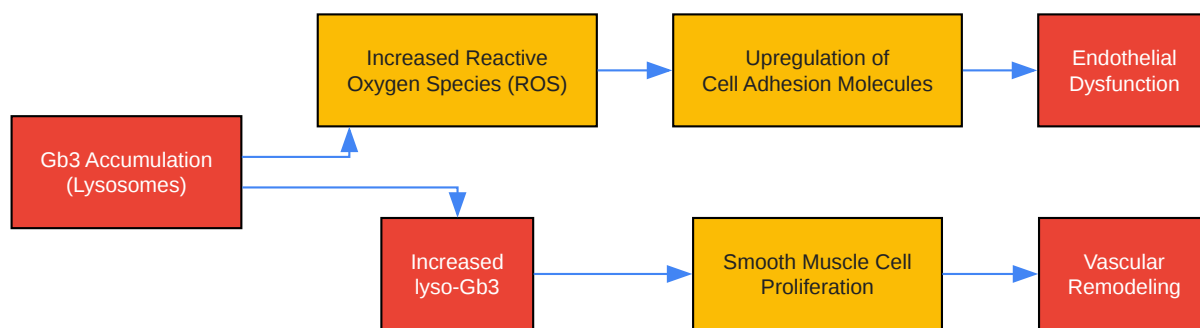 Increased Reactive
Oxygen Species (ROS)
Upregulation of
Cell Adhesion Molecules
Endothelial
Dysfunction
Gb3 Accumulation
(Lysosomes)
Increased
lyso-Gb3
Smooth Muscle Cell
Proliferation
Vascular
Remodeling